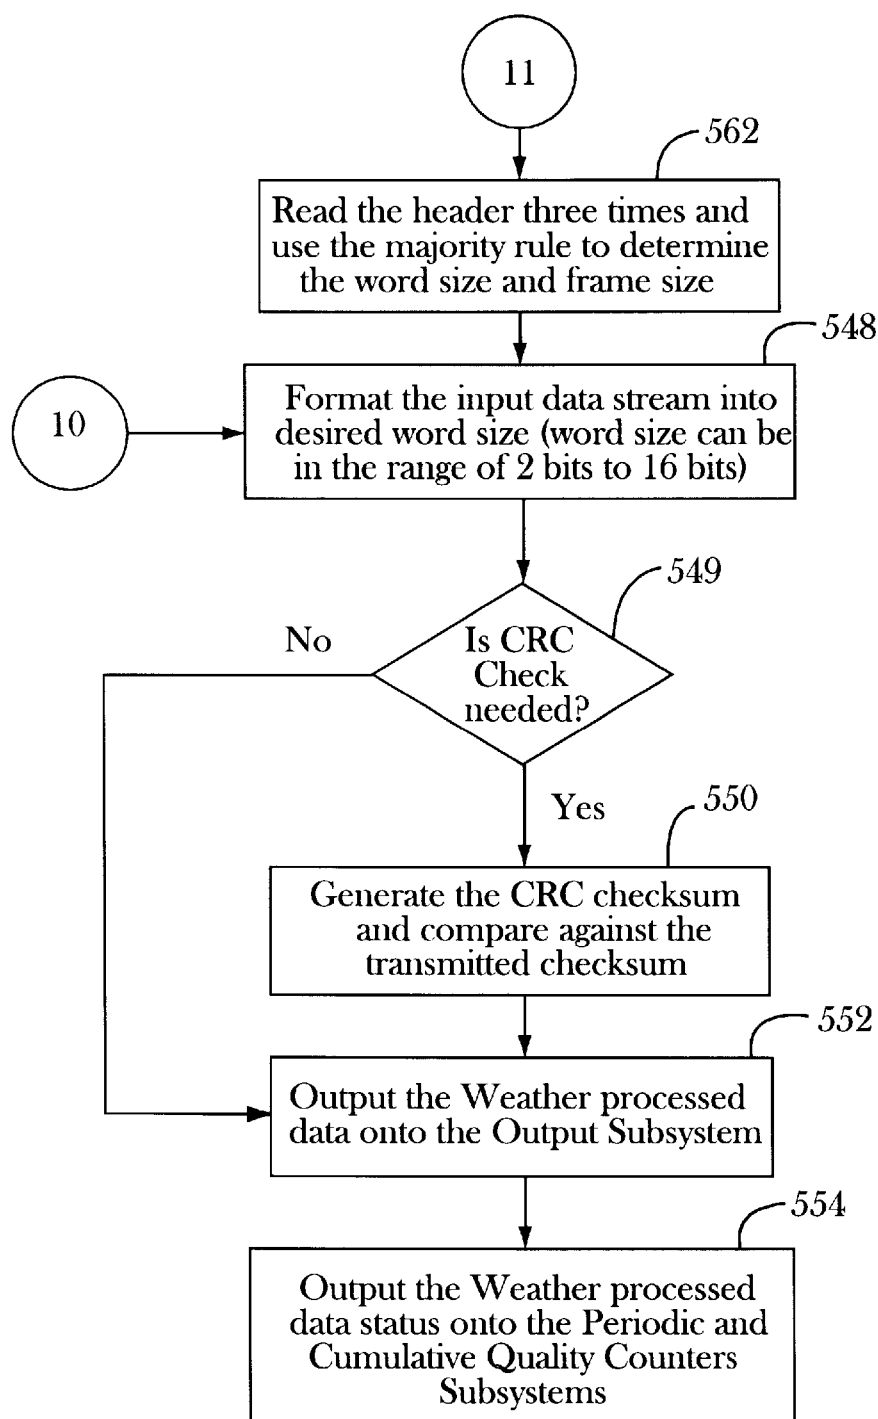 11
562
Read the header three times and
use the majority rule to determine
the word size and frame size
548
10
Format the input data stream into
desired word size (word size can be
in the range of 2 bits to 16 bits)
549
No
Is CRC
Check
needed?
Yes
550
Generate the CRC checksum
and compare against the
transmitted checksum
552
Output the Weather processed
data onto the Output Subsystem
554
Output the Weather processed
data status onto the Periodic and
Cumulative Quality Counters
Subsystems